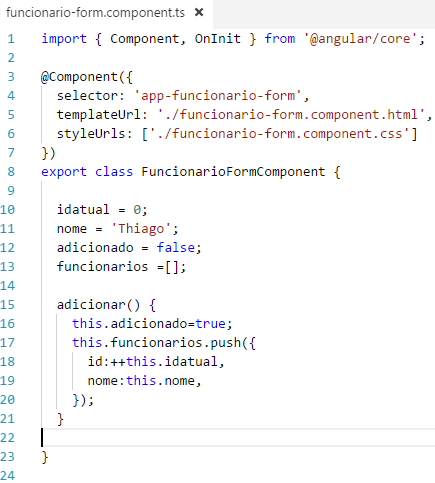 funcionario-form.component.ts ×
1 import { Component, OnInit } from '@angular/core';
2
3 @Component({
4   selector: 'app-funcionario-form',
5   templateUrl: './funcionario-form.component.html',
6   styleUrls: ['./funcionario-form.component.css']
7 })
8 export class FuncionarioFormComponent {
9
10   idatual = 0;
11   nome = 'Thiago';
12   adicionado = false;
13   funcionarios =[];
14
15   adicionar() {
16     this.adicionado=true;
17     this.funcionarios.push({
18       id:++this.idatual,
19       nome:this.nome,
20     });
21   }
22
23 }
24